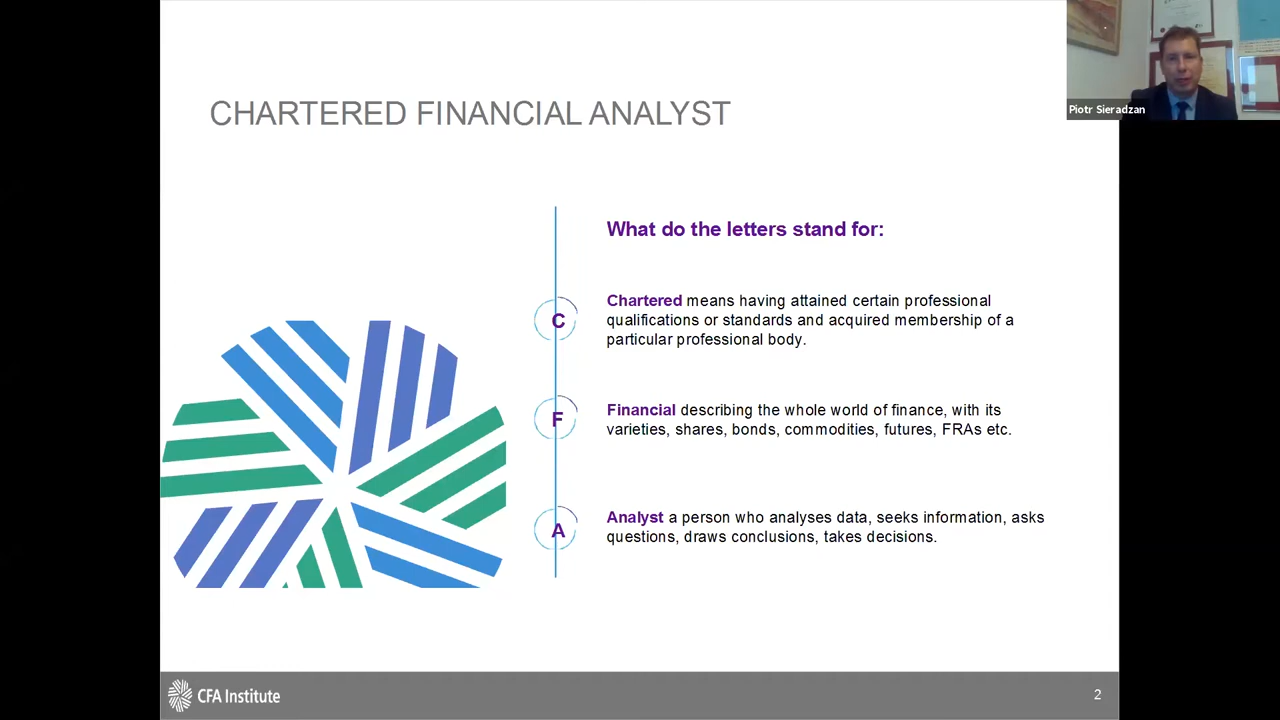 CHARTERED FINANCIAL ANALYST
Piotr Sieradzan
What do the letters stand for:
C
Chartered means having attained certain professional
qualifications or standards and acquired membership of a
particular professional body.
F
Financial describing the whole world of finance, with its
varieties, shares, bonds, commodities, futures, FRAs etc.
A
Analyst a person who analyses data, seeks information, asks
questions, draws conclusions, takes decisions.
CFA Institute
2